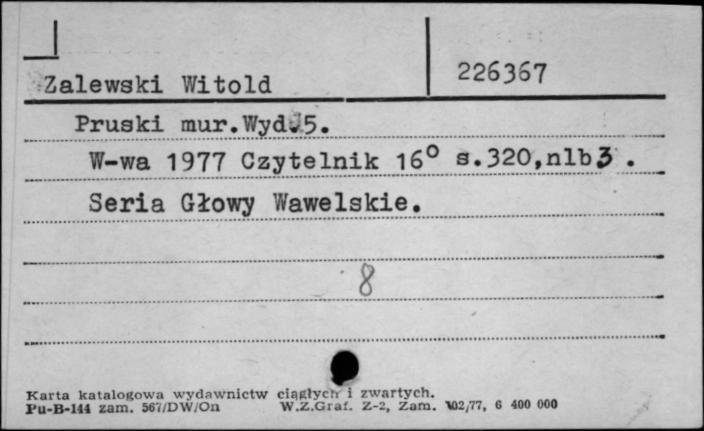 Zalewski Witold 226367
Pruski mur.Wyd.5.
W-wa 1977 Czytelnik 16° s.320,nlb3.
Seria Głowy Wawelskie.
8
Karta katalogowa wydawnictw ciągłych i zwartych.
Pu-B-144 zam. 567/DW/On W.Z.Graf. Z-2, Zam. 102/77, 6 400 000